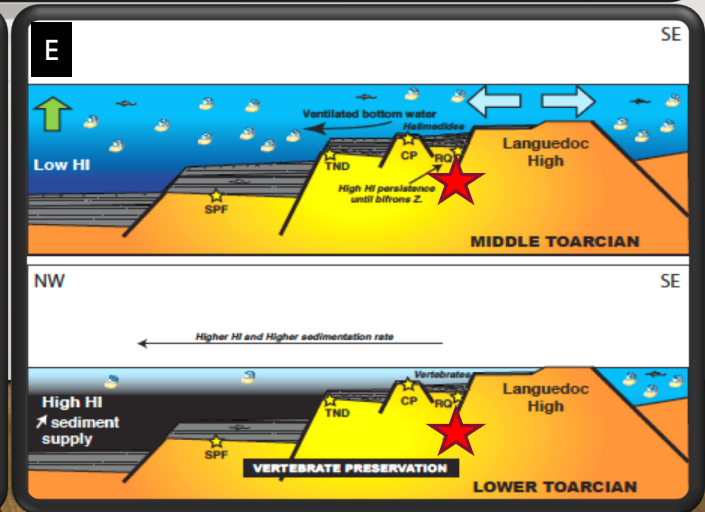 E
SE
Ventilated bottom water
Halimedides
Low HI
TND
CP
RQ
Languedoc
High
High HI persistence
until bifrons Z.
SPF
MIDDLE TOARCIAN
NW
SE
Higher HI and Higher sedimentation rate
Vertebrates
High HI
↗ sediment
supply
TND
CP
RQ
Languedoc
High
SPF
VERTEBRATE PRESERVATION
LOWER TOARCIAN